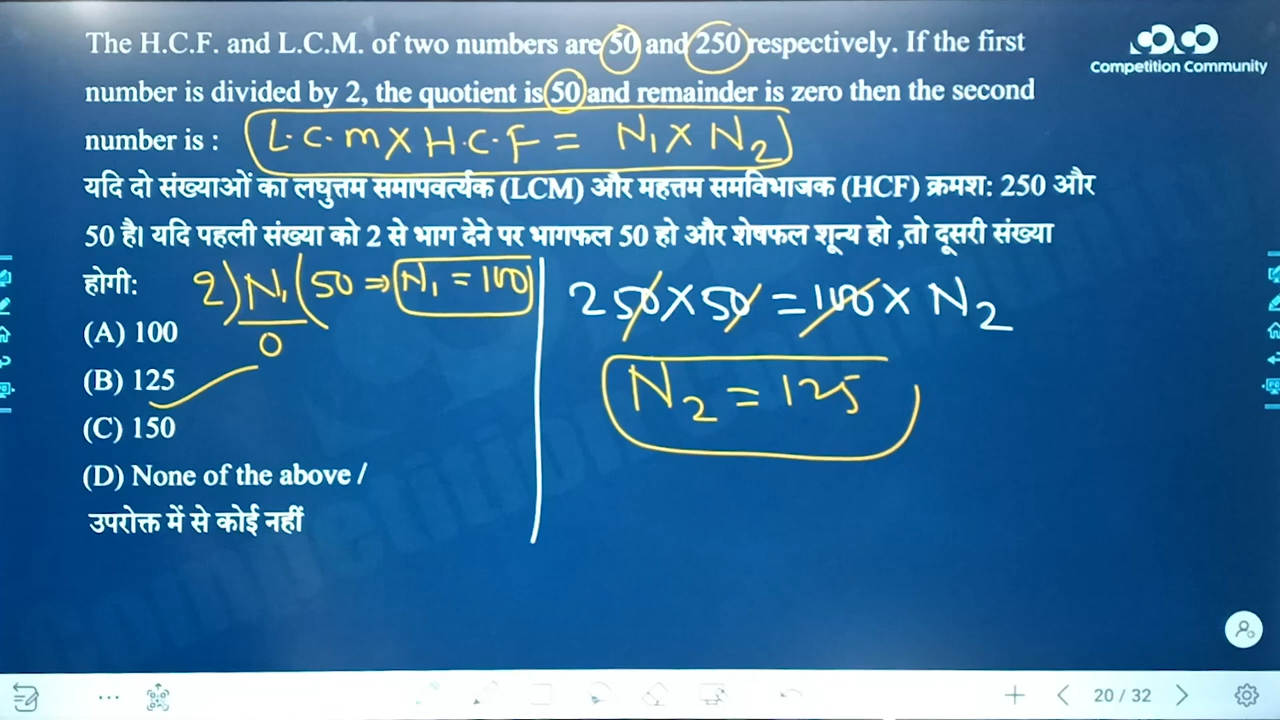 The H.C.F. and L.C.M. of two numbers are 50 and 250 respectively. If the first
Competition Community
number is divided by 2, the quotient is 50 and remainder is zero then the second
number is : L.C.M X H.C.F = N₁ X N₂
यदि दो संख्याओं का लघुत्तम समापवर्त्यक (LCM) और महत्तम समविभाजक (HCF) क्रमश: 250 और
50 है। यदि पहली संख्या को 2 से भाग देने पर भागफल 50 हो और शेषफल शून्य हो ,तो दूसरी संख्या
होगी: 2)N₁(50 ⇒ N₁ = 100
0
250 X 50 = 100 X N₂
N₂ = 125
(A) 100
(B) 125
(C) 150
(D) None of the above /
उपरोक्त में से कोई नहीं
20 / 32